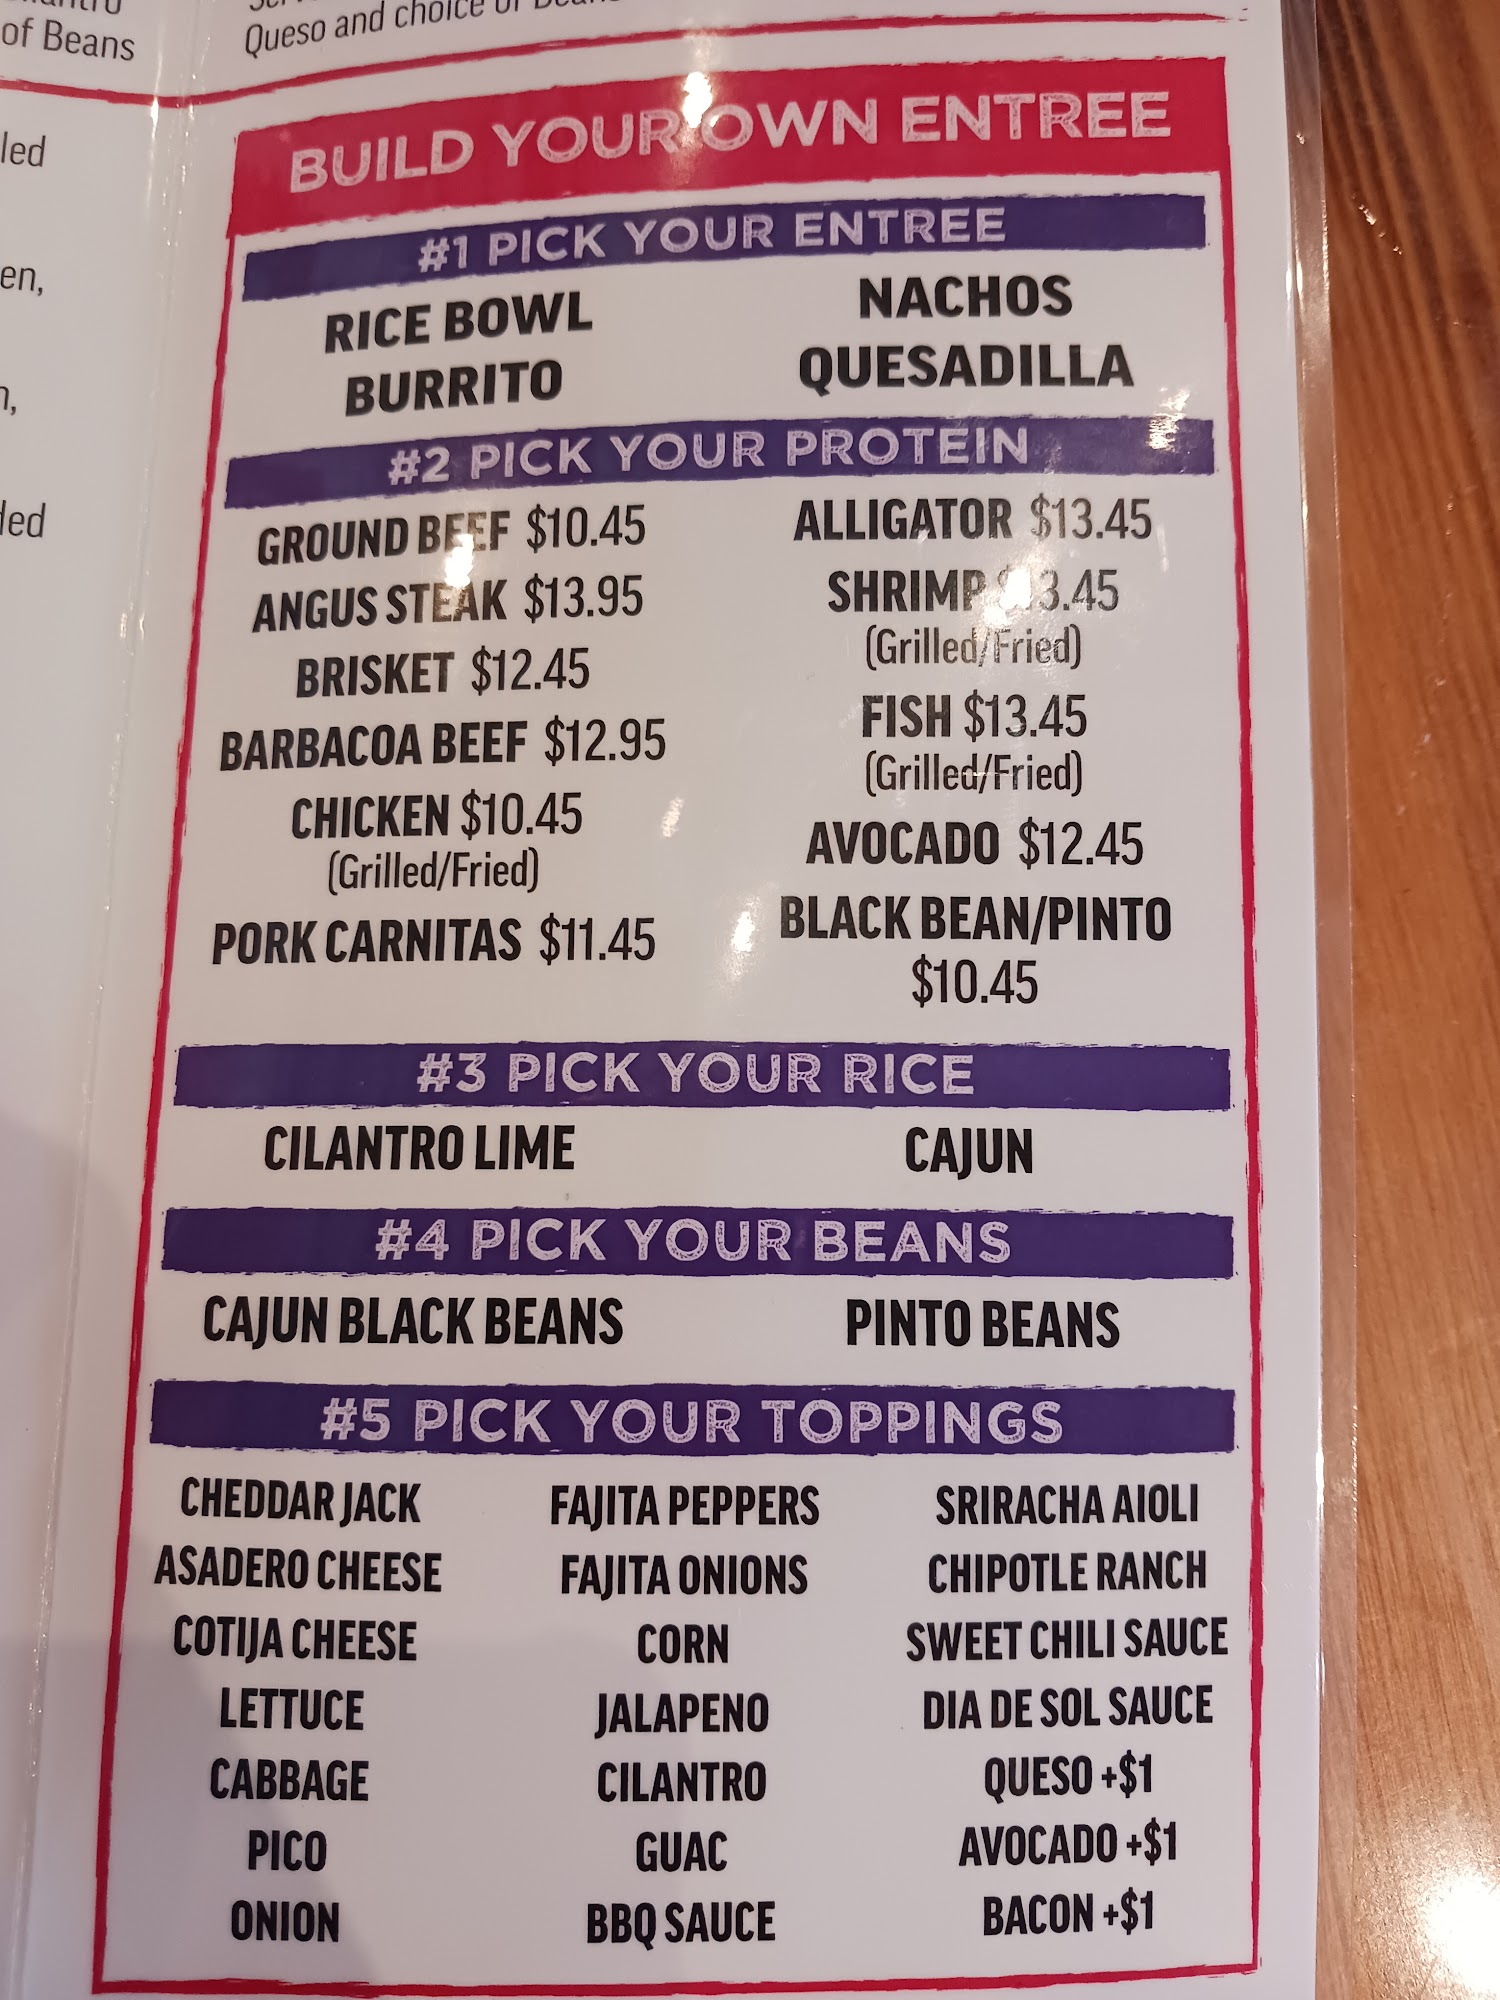 of Beans
Queso and choice of
led
en,
BUILD YOUR OWN ENTREE
#1 PICK YOUR ENTREE
RICE BOWL
BURRITO
NACHOS
QUESADILLA
#2 PICK YOUR PROTEIN
GROUND BEEF $10.45
ANGUS STEAK $13.95
BRISKET $12.45
BARBACOA BEEF $12.95
CHICKEN $10.45
(Grilled/Fried)
PORK CARNITAS $11.45
ALLIGATOR $13.45
SHRIMP $13.45
(Grilled/Fried)
FISH $13.45
(Grilled/Fried)
AVOCADO $12.45
BLACK BEAN/PINTO
$10.45
#3 PICK YOUR RICE
CILANTRO LIME
CAJUN
#4 PICK YOUR BEANS
CAJUN BLACK BEANS
PINTO BEANS
#5 PICK YOUR TOPPINGS
CHEDDAR JACK
ASADERO CHEESE
COTIJA CHEESE
LETTUCE
CABBAGE
PICO
ONION
FAJITA PEPPERS
FAJITA ONIONS
CORN
JALAPENO
CILANTRO
GUAC
BBQ SAUCE
SRIRACHA AIOLI
CHIPOTLE RANCH
SWEET CHILI SAUCE
DIA DE SOL SAUCE
QUESO +$1
AVOCADO +$1
BACON +$1